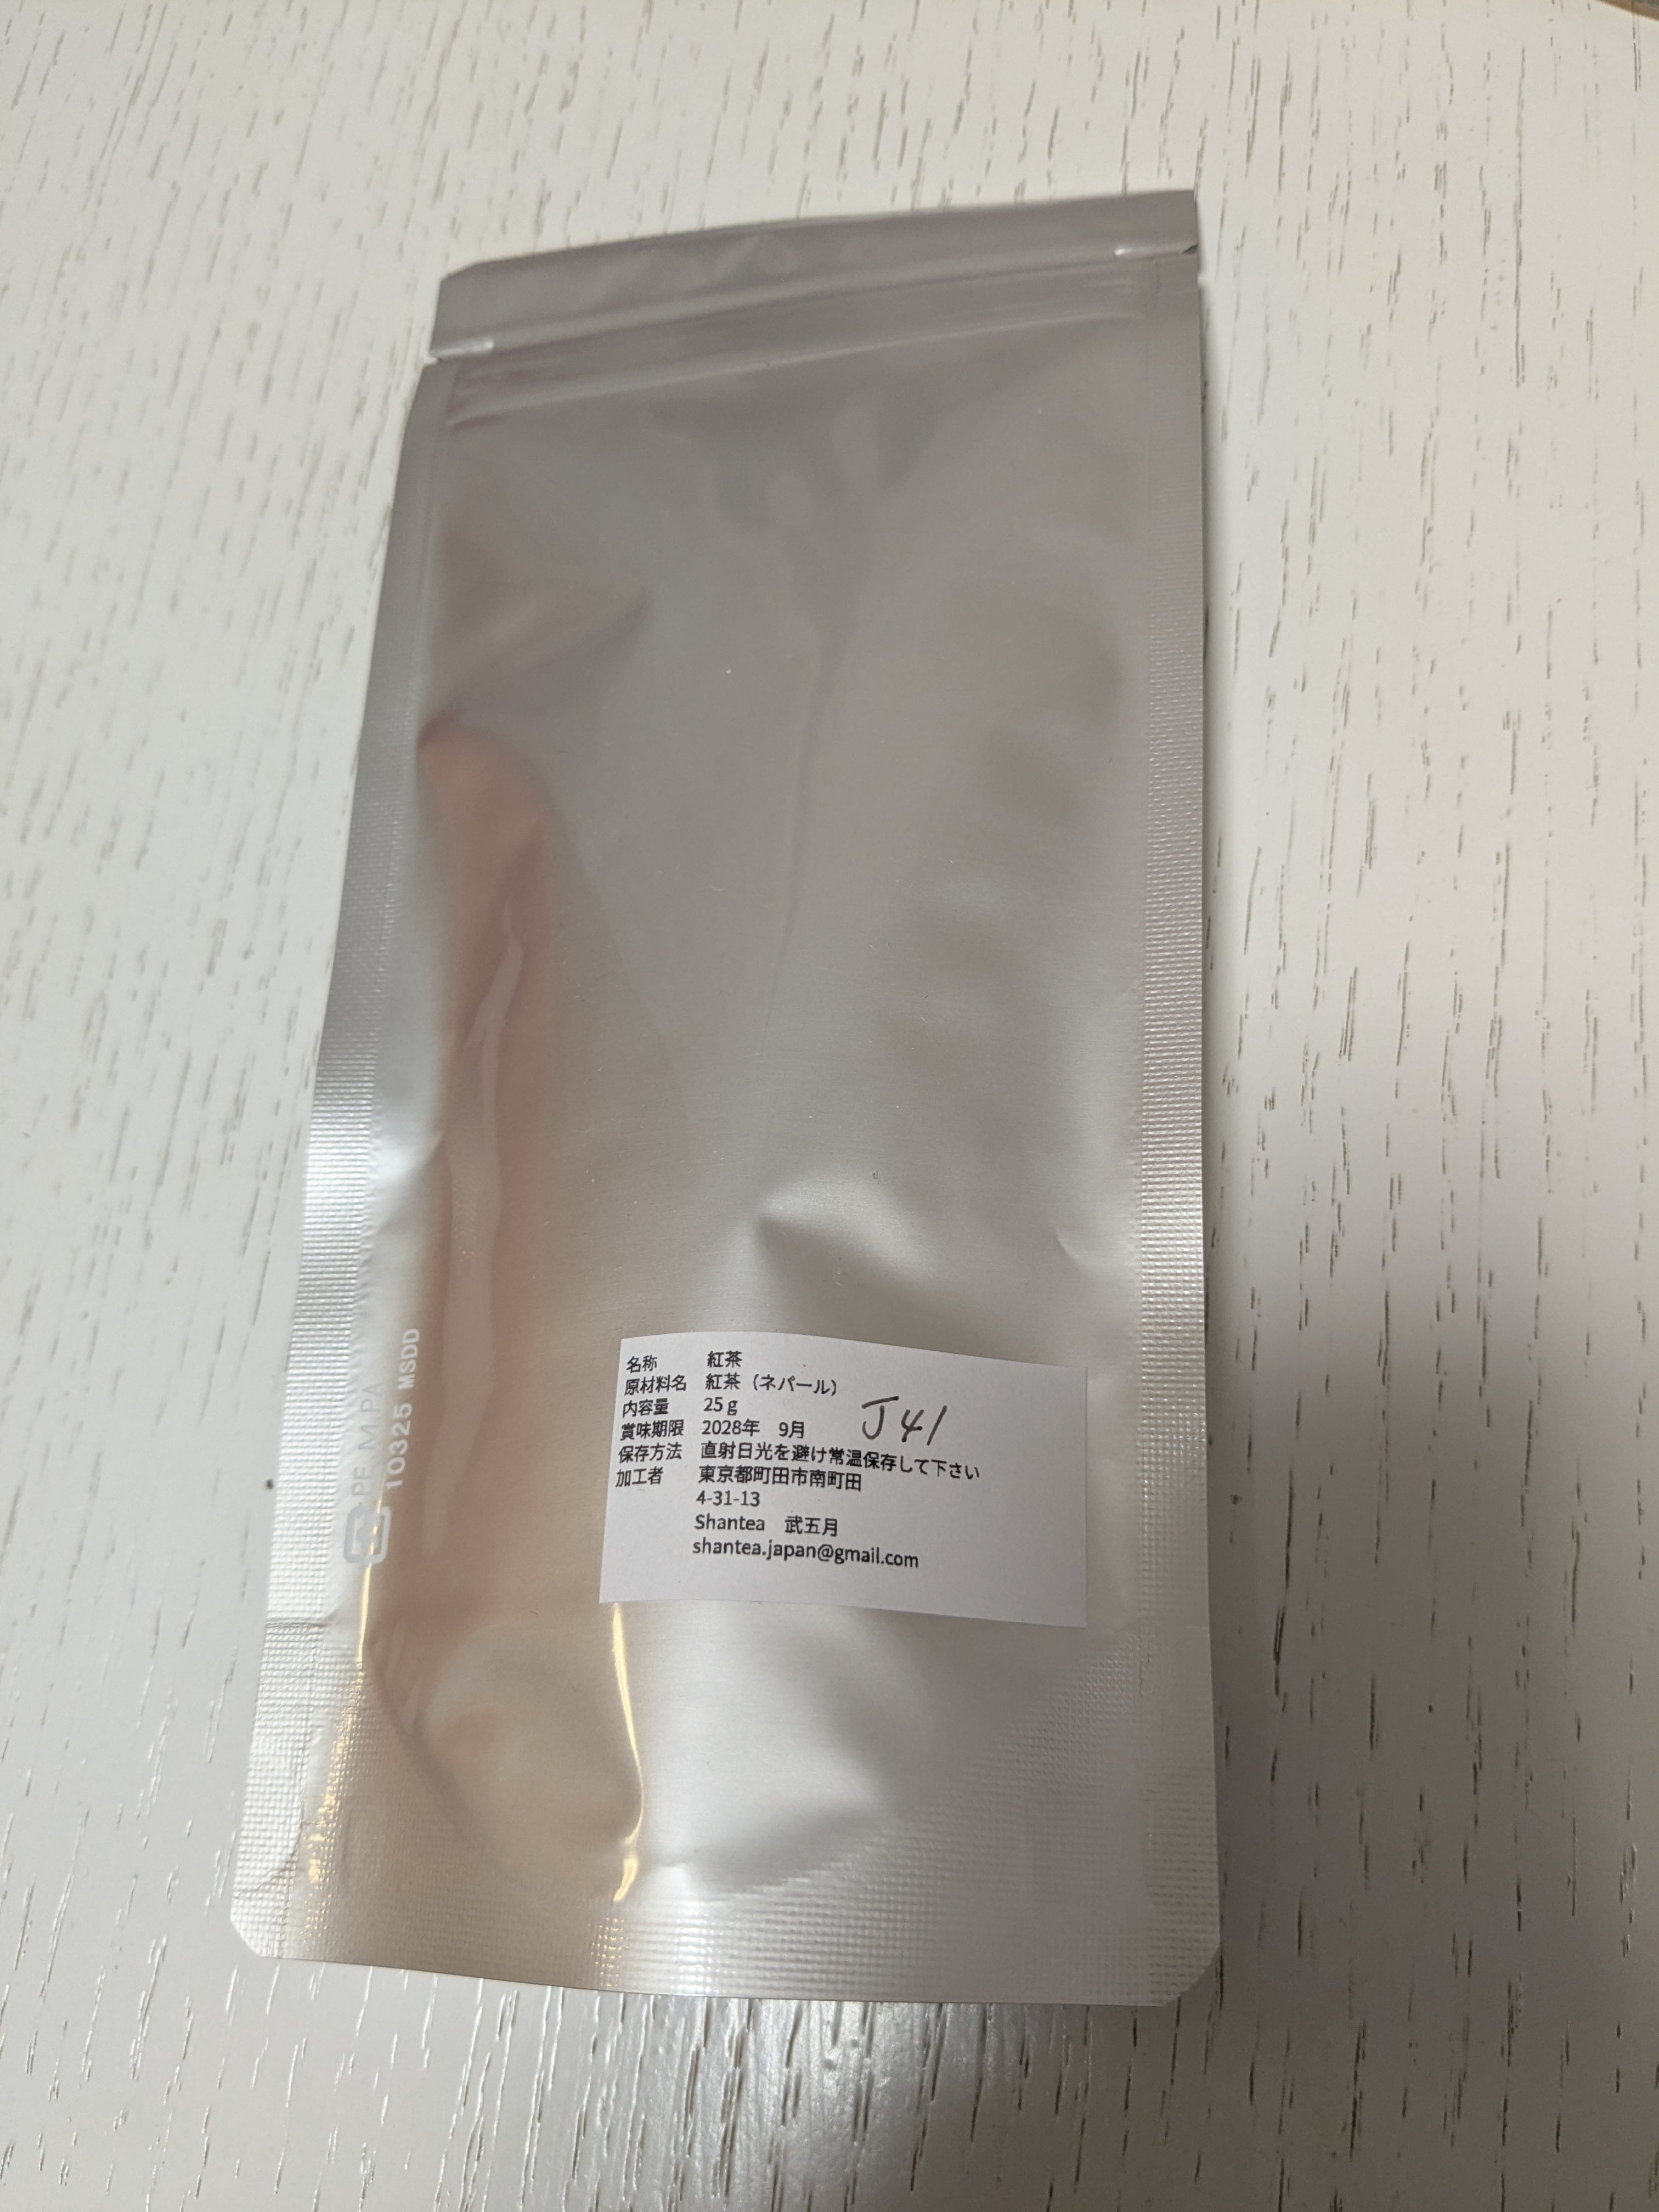 名称 紅茶
原材料名 紅茶（ネパール）
内容量 25g
賞味期限 2028年 9月
J41
保存方法 直射日光を避け常温保存して下さい
加工者 東京都町田市南町田
4-31-13
Shantea 武五月
shantea.japan@gmail.com
PE M PA
10325 MSDD